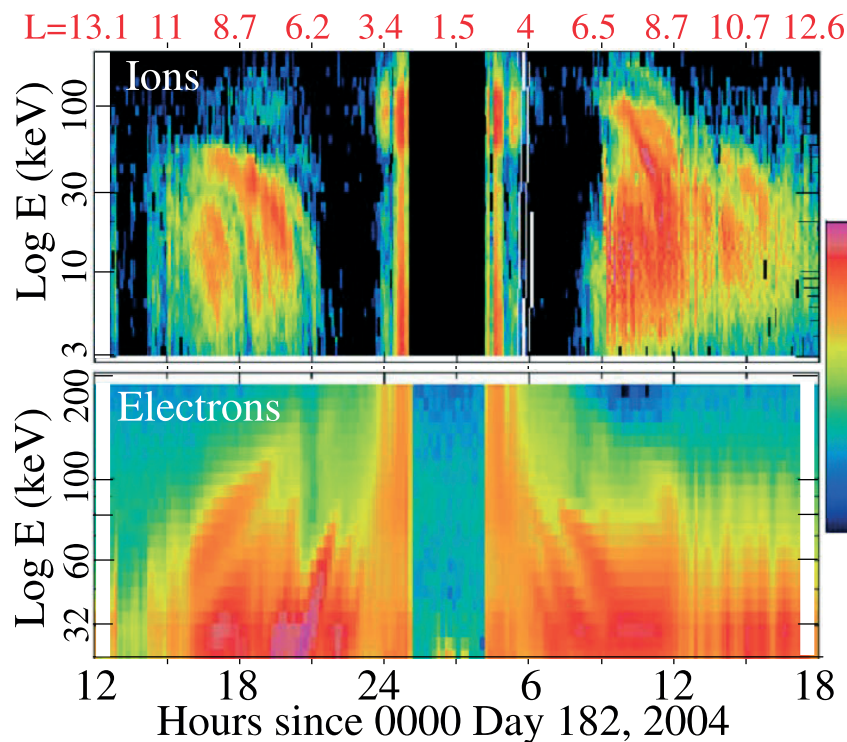 L=13.1 11 8.7 6.2 3.4 1.5 4 6.5 8.7 10.7 12.6
Ions
Log E (keV)
100
30
10
3
Electrons
Log E (keV)
200
100
60
32
12 18 24 6 12 18
Hours since 0000 Day 182, 2004